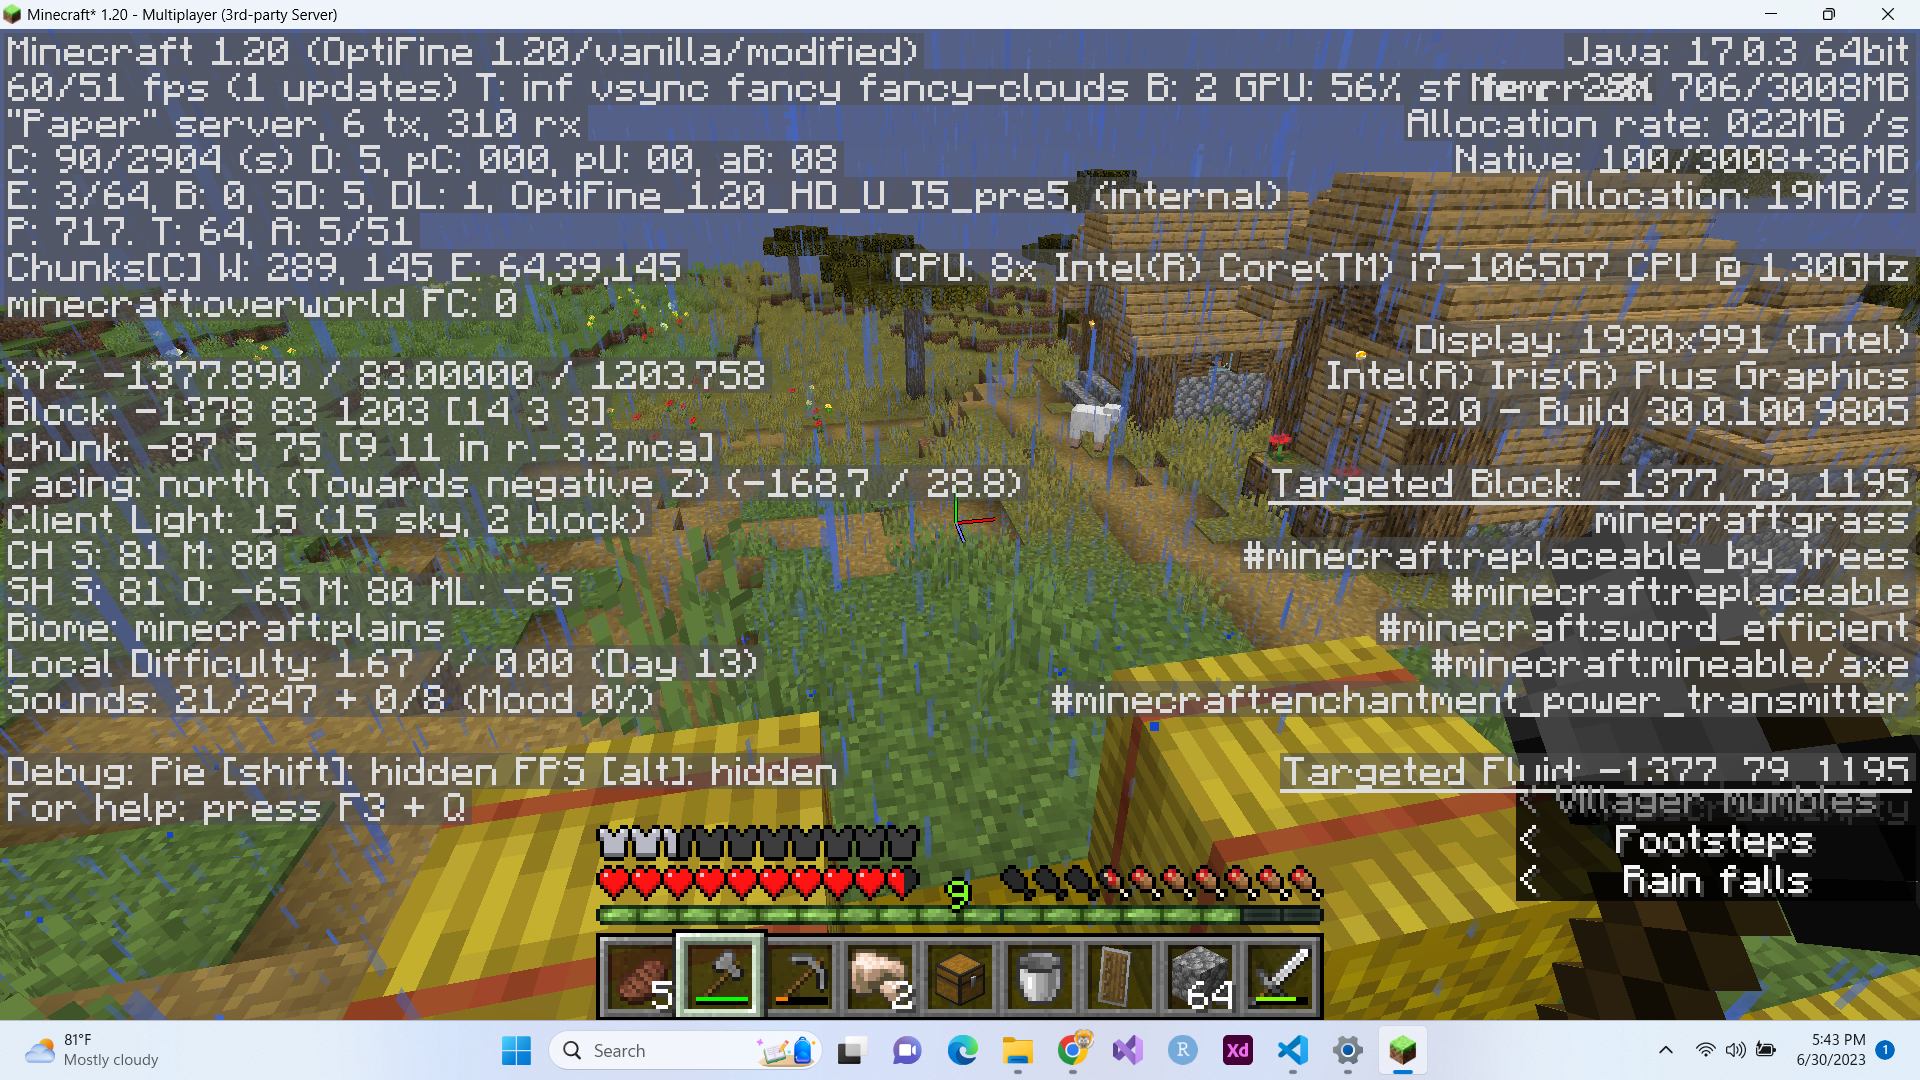 Minecraft* 1.20 - Multiplayer (3rd-party Server)
Minecraft 1.20 (OptiFine 1.20/vanilla/modified)
60/51 fps (1 updates) T: inf vsync fancy fancy-clouds B: 2 GPU: 56% sf
"Paper" server, 6 tx, 310 rx
C: 90/2904 (s) D: 5, pC: 000, pU: 00, aB: 08
E: 3/64, B: 0, SD: 5, DL: 1, OptiFine_1.20_HD_U_I5_pre5, (internal)
P: 717. T: 64, A: 5/51
Chunks[C] W: 289, 145 E: 64,39,145
minecraft:overworld FC: 0
XYZ: -1377.890 / 83.00000 / 1203.758
Block: -1378 83 1203 [14 3 3]
Chunk: -87 5 75 [9 11 in r.-3.2.mca]
Facing: north (Towards negative Z) (-168.7 / 28.8)
Client Light: 15 (15 sky, 2 block)
CH S: 81 M: 80
SH S: 81 O: -65 M: 80 ML: -65
Biome: minecraft:plains
Local Difficulty: 1.67 // 0.00 (Day 13)
Sounds: 21/247 + 0/8 (Mood 0%)
Debug: Pie [shift]: hidden FPS [alt]: hidden
For help: press F3 + Q
Java: 17.0.3 64bit
706/3008MB
Allocation rate: 022MB /s
Native: 100/3008+36MB
Allocation: 19MB/s
CPU: 8x Intel(R) Core(TM) i7-1065G7 CPU @ 1.30GHz
Display: 1920x991 (Intel)
Intel(R) Iris(R) Plus Graphics
3.2.0 - Build 30.0.100.9805
Targeted Block: -1377, 79, 1195
minecraft:grass
#minecraft:replaceable_by_trees
#minecraft:replaceable
#minecraft:sword_efficient
#minecraft:mineable/axe
#minecraft:enchantment_power_transmitter
Targeted Fluid: -1377, 79, 1195
< Villager mumbles
< Footsteps
< Rain falls
9
5
2
64
81°F
Mostly cloudy
Search
R
Xd
5:43 PM
6/30/2023
1